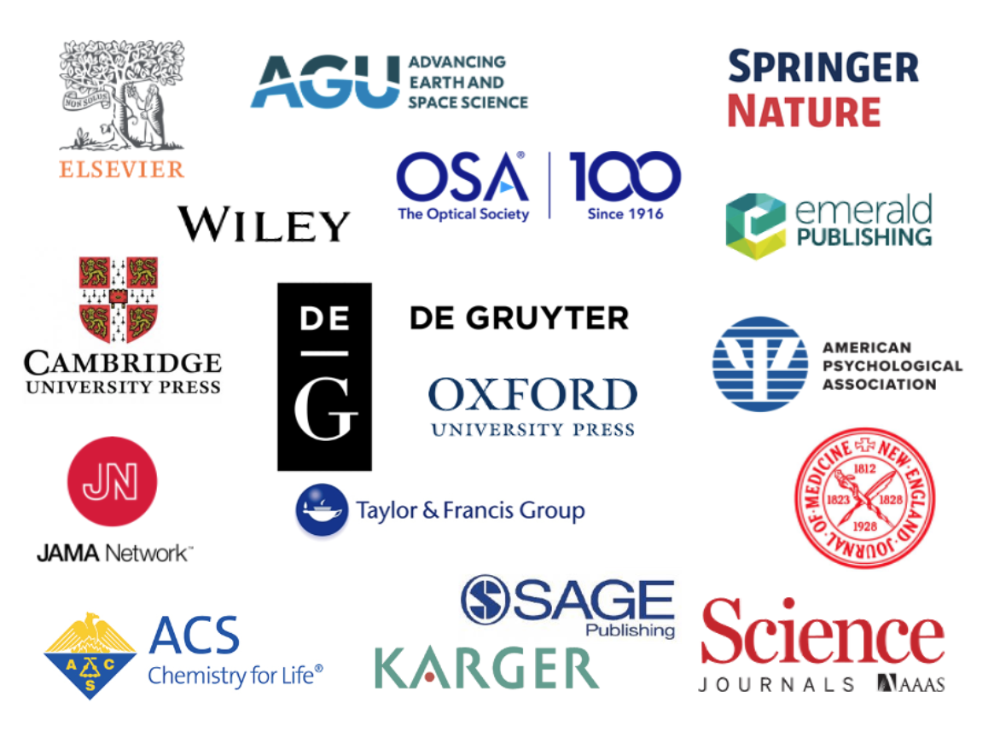 NON SOLUS
ELSEVIER
AGU
ADVANCING
EARTH AND
SPACE SCIENCE
SPRINGER
NATURE
OSA® | 100
The Optical Society
Since 1916
WILEY
emerald
PUBLISHING
CAMBRIDGE
UNIVERSITY PRESS
DE
G
DE GRUYTER
OXFORD
UNIVERSITY PRESS
AMERICAN
PSYCHOLOGICAL
ASSOCIATION
JN
JAMA Network™
Taylor & Francis Group
NEW ENGLAND JOURNAL OF MEDICINE
1812
1823 1828
1928
SAGE
Publishing
A C
S
ACS
Chemistry for Life®
KARGER
Science
JOURNALS AAAS